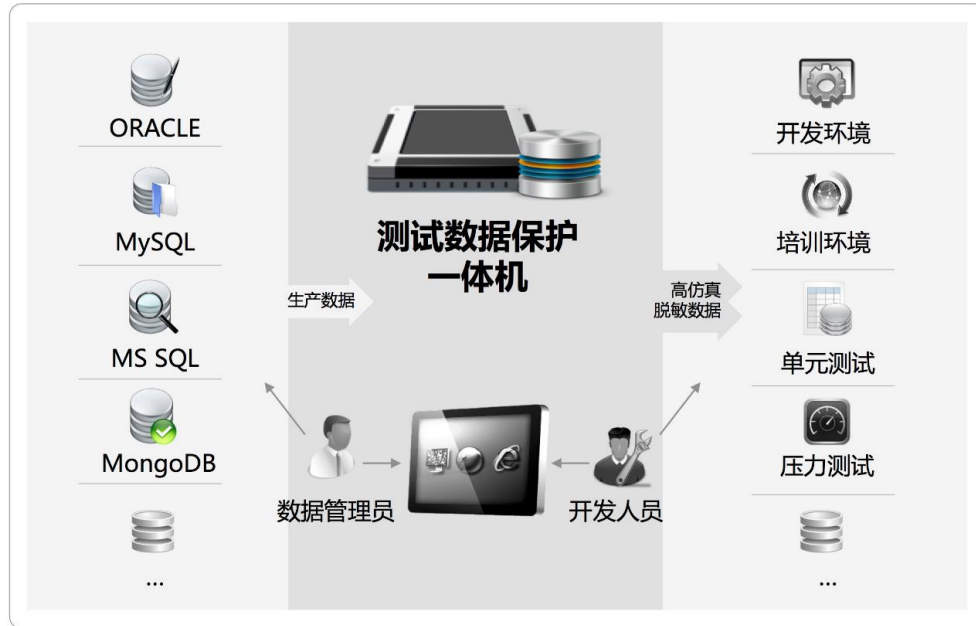 ORACLE
MySQL
MS SQL
MongoDB
...
测试数据保护
一体机
生产数据
高仿真
脱敏数据
数据管理员
开发人员
开发环境
培训环境
单元测试
压力测试
...